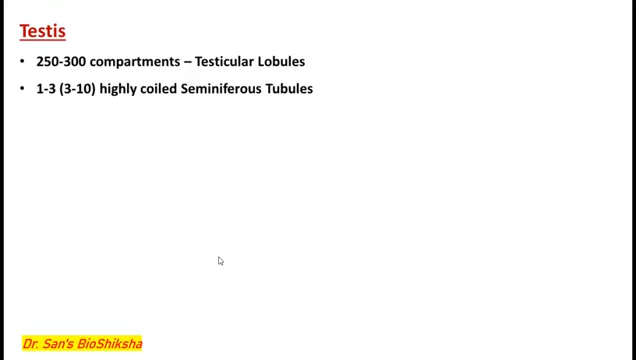 Testis
• 250-300 compartments – Testicular Lobules
• 1-3 (3-10) highly coiled Seminiferous Tubules
Dr. San's BioShiksha